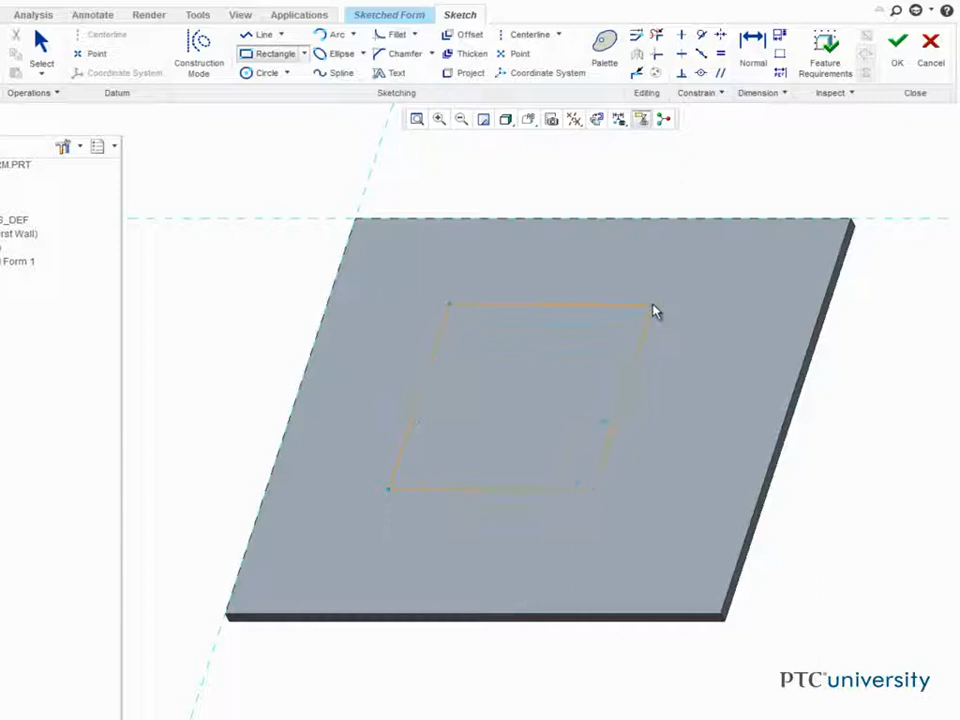 Analysis Annotate Render Tools View Applications Sketched Form Sketch
Select
Centerline
Point
Coordinate System
Construction Mode
Line Arc Fillet Offset Centerline
Rectangle Ellipse Chamfer Thicken Point
Circle Spline Text Project Coordinate System
Palette
Normal
Feature Requirements
OK Cancel
Operations Datum Sketching Editing Constrain Dimension Inspect Close
RM.PRT
S_DEF
rst Wall)
l Form 1
PTC university